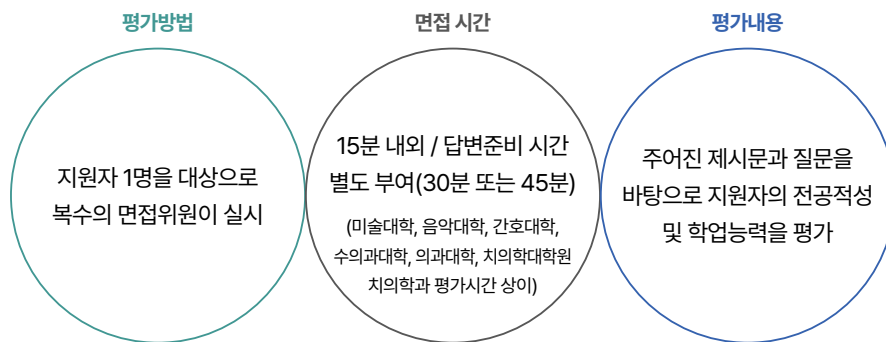 평가방법
지원자 1명을 대상으로
복수의 면접위원이 실시
면접 시간
15분 내외 / 답변준비 시간
별도 부여(30분 또는 45분)
(미술대학, 음악대학, 간호대학,
수의과대학, 의과대학, 치의학대학원
치의학과 평가시간 상이)
평가내용
주어진 제시문과 질문을
바탕으로 지원자의 전공적성
및 학업능력을 평가